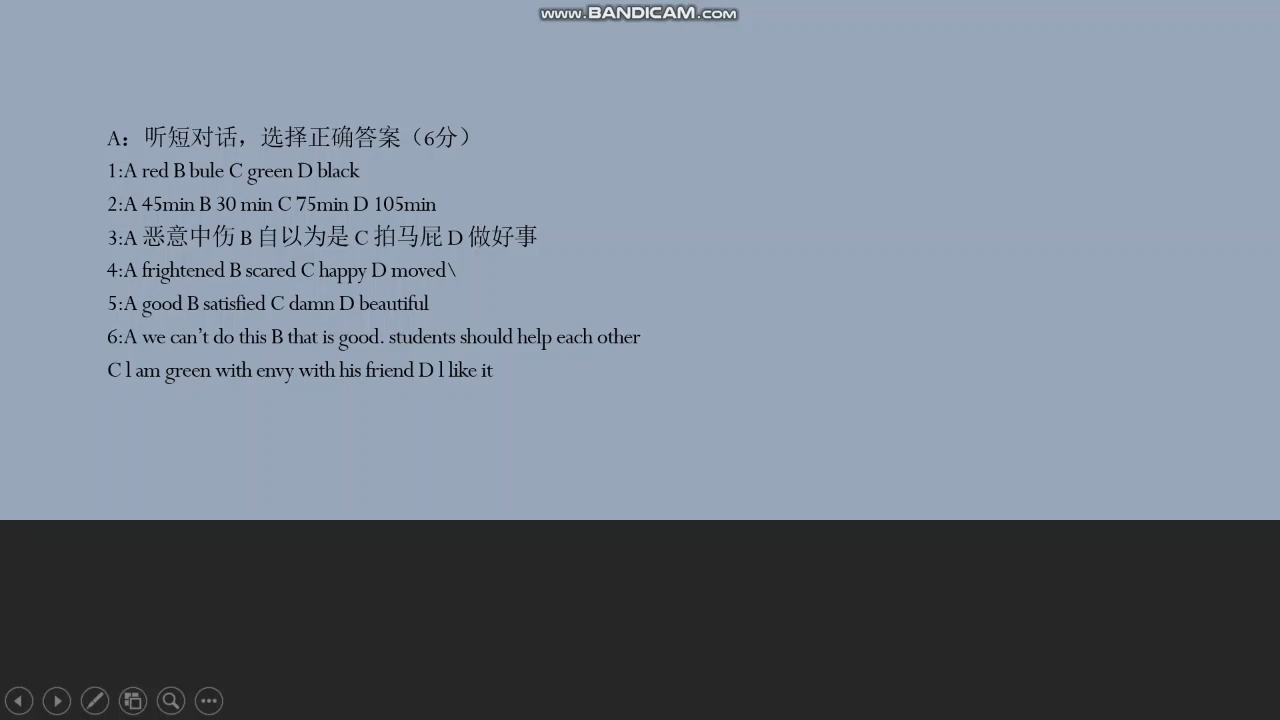 www.BANDICAM.com
A：听短对话，选择正确答案（6分）
1:A red B bule C green D black
2:A 45min B 30 min C 75min D 105min
3:A 恶意中伤 B 自以为是 C 拍马屁 D 做好事
4:A frightened B scared C happy D moved\
5:A good B satisfied C damn D beautiful
6:A we can’t do this B that is good. students should help each other
C l am green with envy with his friend D l like it